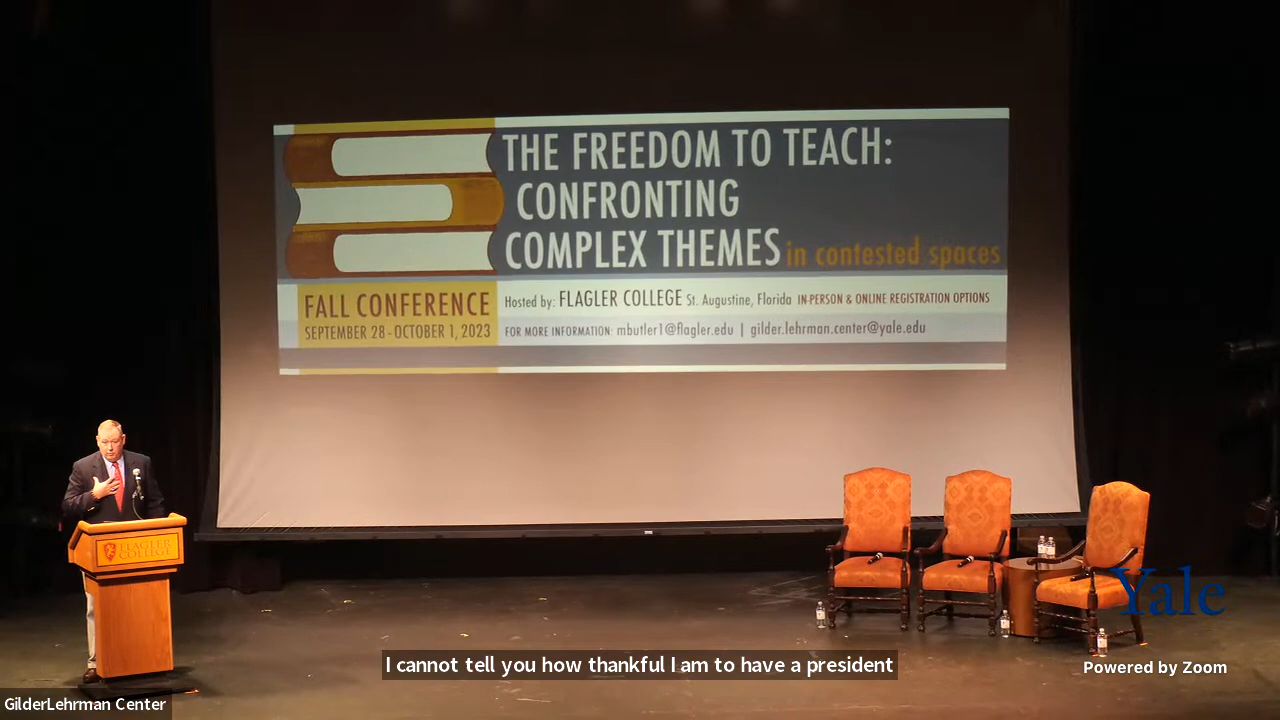 THE FREEDOM TO TEACH:
CONFRONTING
COMPLEX THEMES in contested spaces
FALL CONFERENCE
SEPTEMBER 28 - OCTOBER 1, 2023
Hosted by: FLAGLER COLLEGE St. Augustine, Florida IN-PERSON & ONLINE REGISTRATION OPTIONS
FOR MORE INFORMATION: mbutler1@flagler.edu | gilder.lehrman.center@yale.edu
FLAGLER
COLLEGE
Yale
I cannot tell you how thankful I am to have a president
Powered by Zoom
GilderLehrman Center